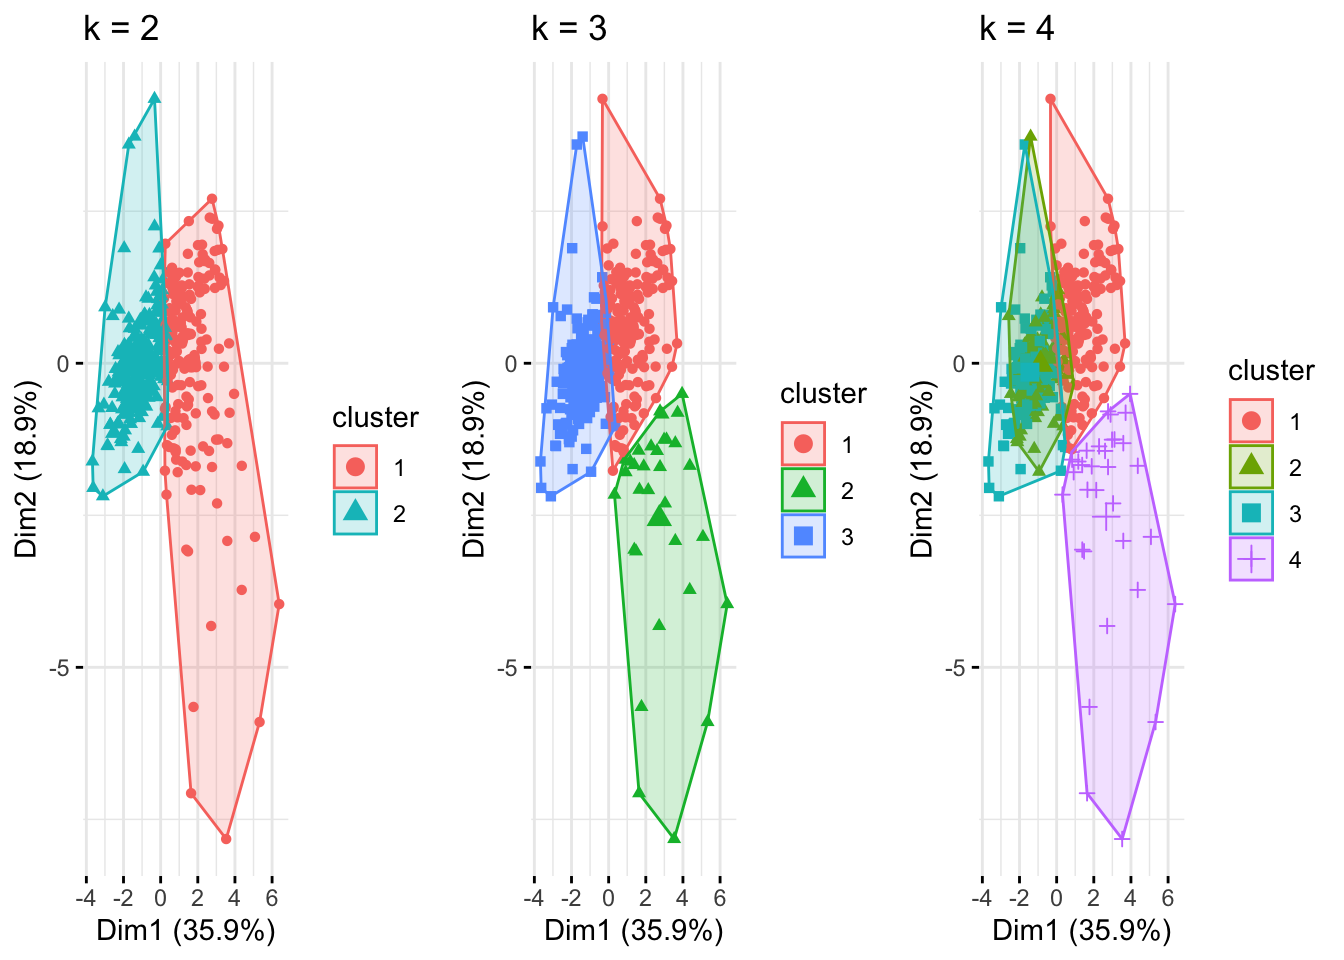 k = 2
k = 3
k = 4
Dim2 (18.9%)
0
-5
-4 -2 0 2 4 6
Dim1 (35.9%)
cluster
1
2
Dim2 (18.9%)
0
-5
-4 -2 0 2 4 6
Dim1 (35.9%)
cluster
1
2
3
Dim2 (18.9%)
0
-5
-4 -2 0 2 4 6
Dim1 (35.9%)
cluster
1
2
3
4